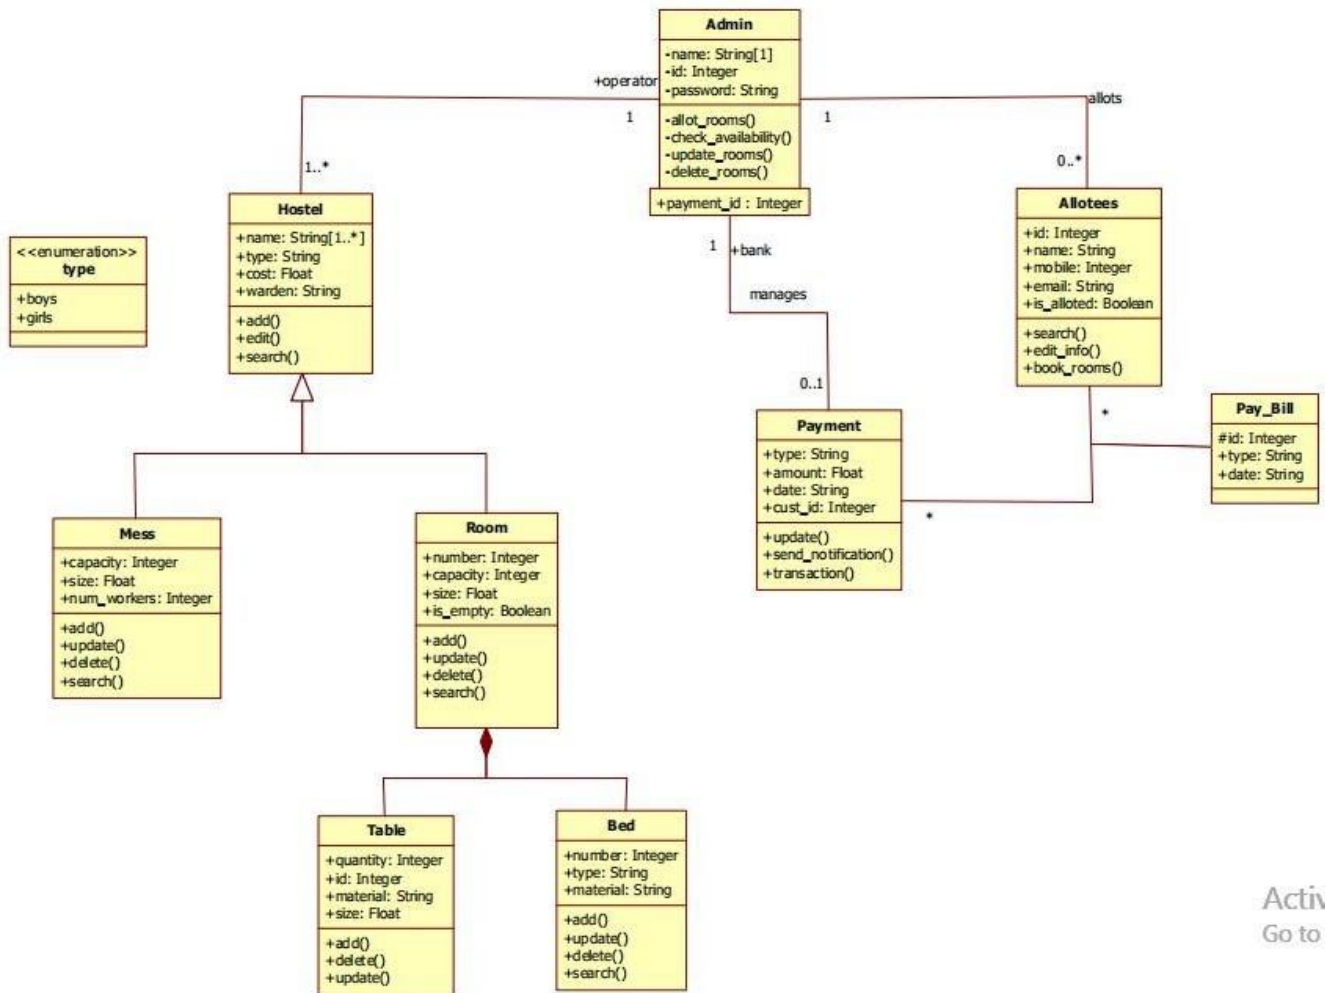 Admin
-name: String[1]
-id: Integer
-password: String
-allot_rooms()
-check_availability()
-update_rooms()
-delete_rooms()
+payment_id : Integer
+operator
1
1..*
1
allots
0..*
1
+bank
manages
0..1
Hostel
+name: String[1..*]
+type: String
+cost: Float
+warden: String
+add()
+edit()
+search()
<<enumeration>>
type
+boys
+girls
Allotees
+id: Integer
+name: String
+mobile: Integer
+email: String
+is_alloted: Boolean
+search()
+edit_info()
+book_rooms()
*
*
Pay_Bill
#id: Integer
+type: String
+date: String
Payment
+type: String
+amount: Float
+date: String
+cust_id: Integer
+update()
+send_notification()
+transaction()
Mess
+capacity: Integer
+size: Float
+num_workers: Integer
+add()
+update()
+delete()
+search()
Room
+number: Integer
+capacity: Integer
+size: Float
+is_empty: Boolean
+add()
+update()
+delete()
+search()
Table
+quantity: Integer
+id: Integer
+material: String
+size: Float
+add()
+delete()
+update()
Bed
+number: Integer
+type: String
+material: String
+add()
+update()
+delete()
+search()
Activ
Go to